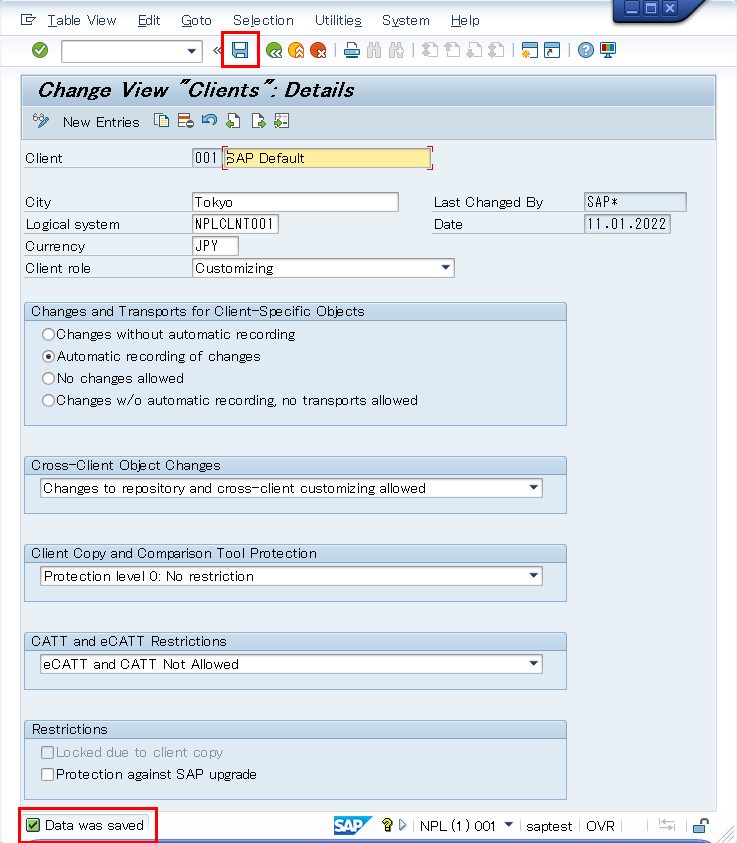 Table View Edit Goto Selection Utilities System Help
Change View "Clients": Details
New Entries
Client 001 SAP Default
City Tokyo Last Changed By SAP*
Logical system NPLCLNT001 Date 11.01.2022
Currency JPY
Client role Customizing
Changes and Transports for Client-Specific Objects
Changes without automatic recording
Automatic recording of changes
No changes allowed
Changes w/o automatic recording, no transports allowed
Cross-Client Object Changes
Changes to repository and cross-client customizing allowed
Client Copy and Comparison Tool Protection
Protection level 0: No restriction
CATT and eCATT Restrictions
eCATT and CATT Not Allowed
Restrictions
Locked due to client copy
Protection against SAP upgrade
Data was saved SAP NPL (1) 001 saptest OVR